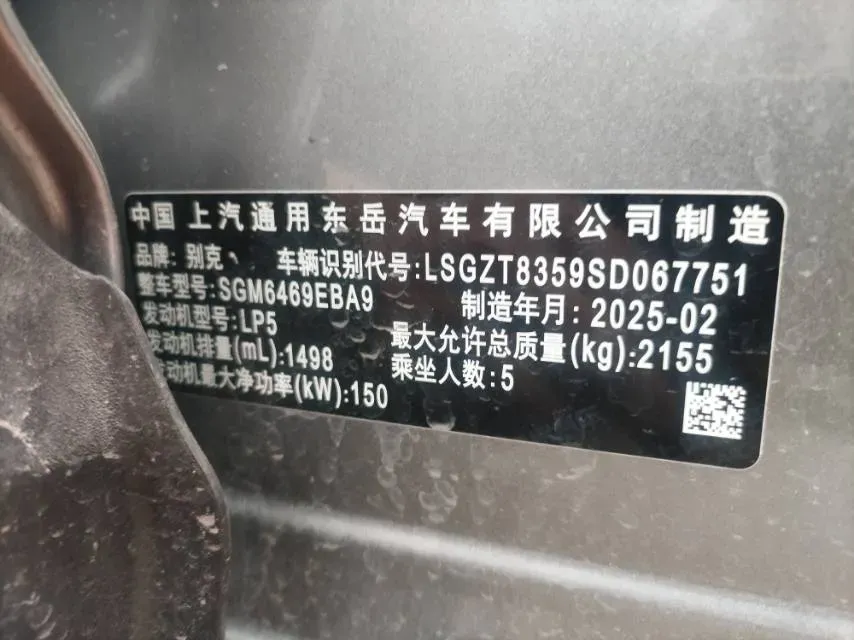 中国上汽通用东岳汽车有限公司制造
品牌: 别克 车辆识别代号:LSGZT8359SD067751
整车型号:SGM6469EBA9 制造年月: 2025-02
发动机型号:LP5 最大允许总质量(kg):2155
发动机排量(mL):1498 乘坐人数:5
发动机最大净功率(kW):150